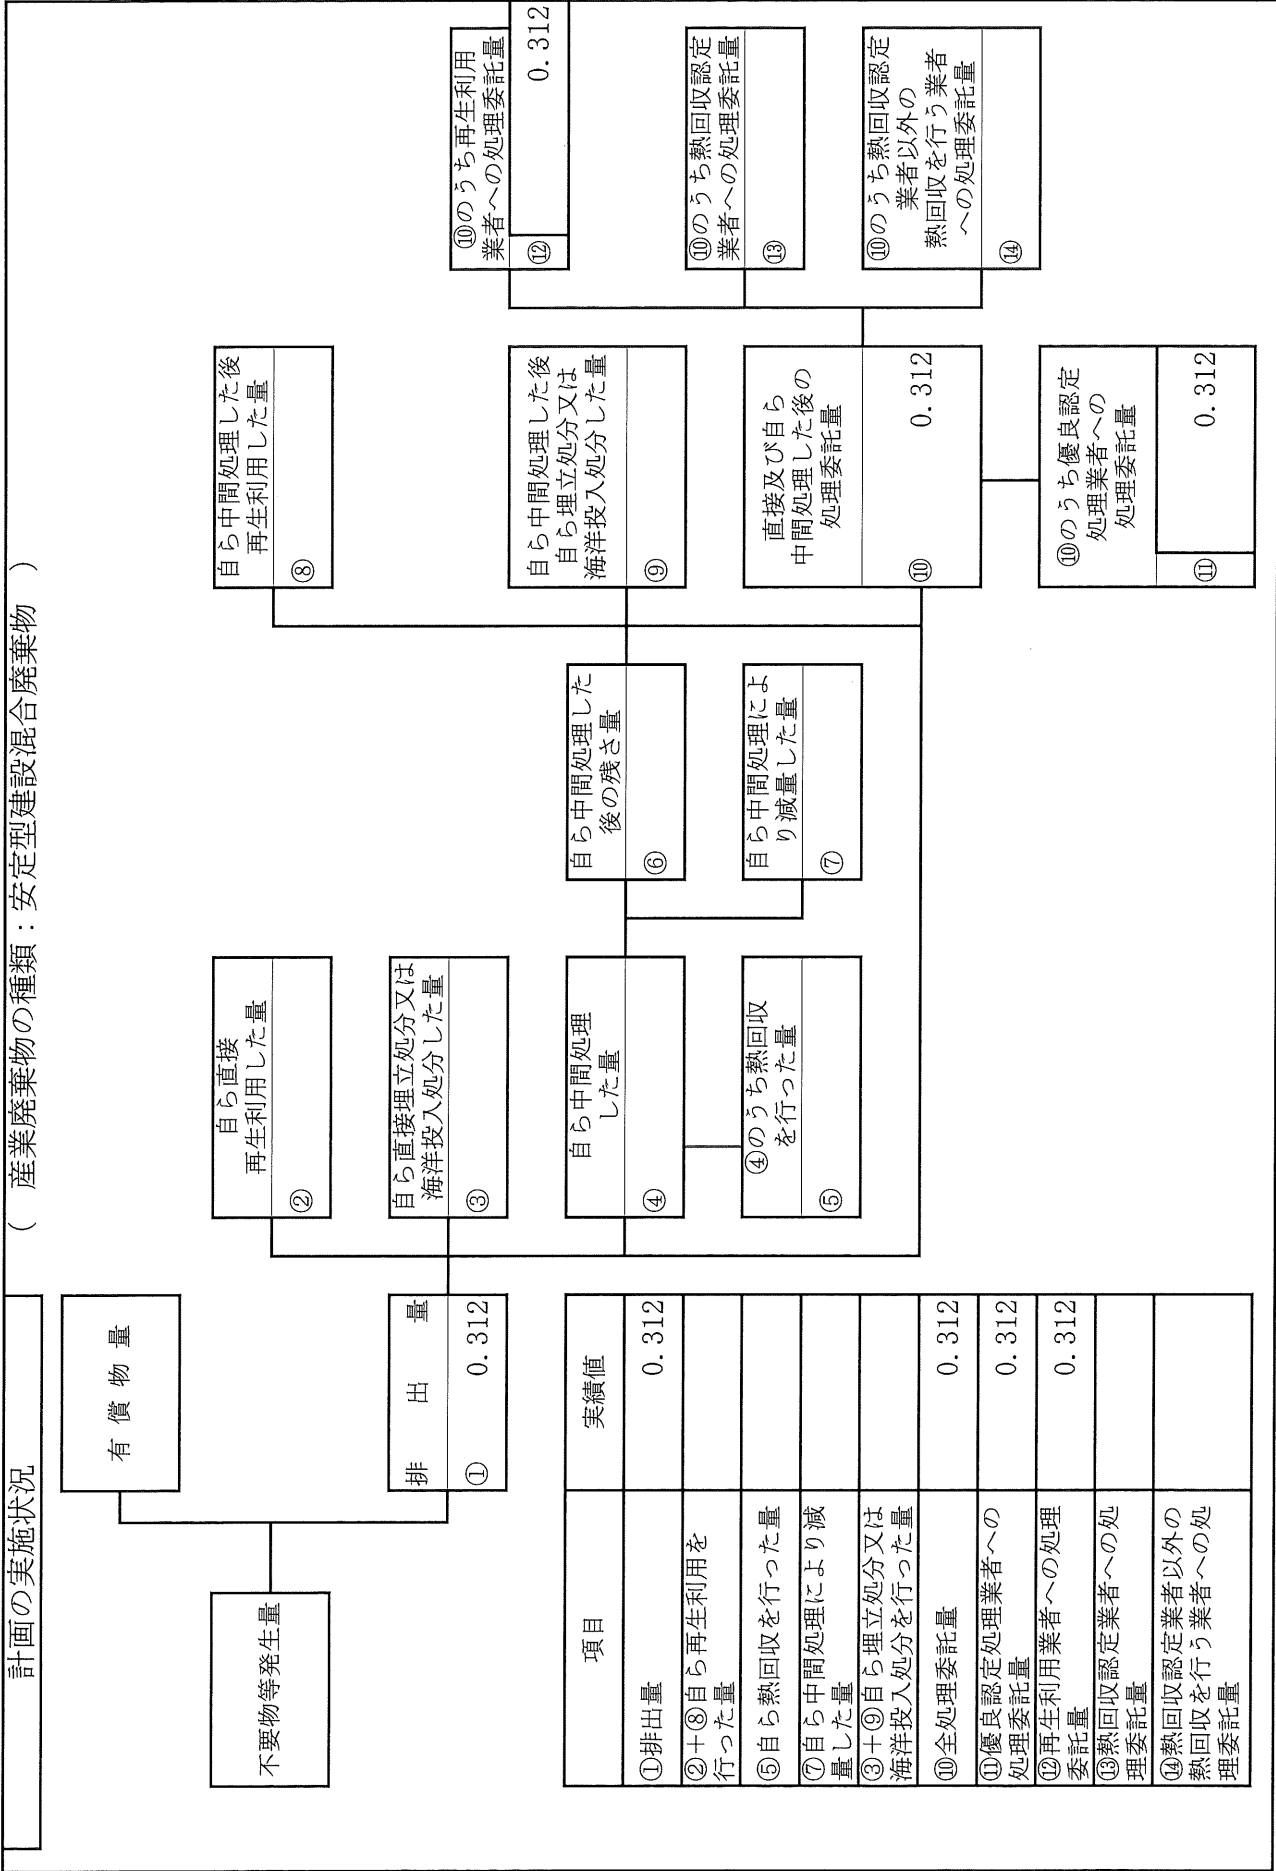 計画の実施状況
( 産業廃棄物の種類：安定型建設混合廃棄物 )
不要物等発生量
有償物量
排出量
① 0.312
自ら直接
再生利用した量
②
自ら直接埋立処分又は
海洋投入処分した量
③
自ら中間処理
した量
④
④のうち熱回収
を行った量
⑤
自ら中間処理した
後の残さ量
⑥
自ら中間処理によ
り減量した量
⑦
自ら中間処理した後
再生利用した量
⑧
自ら中間処理した後
自ら埋立処分又は
海洋投入処分した量
⑨
直接及び自ら
中間処理した後の
処理委託量
⑩ 0.312
⑩のうち優良認定
処理業者への
処理委託量
⑪ 0.312
⑩のうち再生利用
業者への処理委託量
⑫ 0.312
⑩のうち熱回収認定
業者への処理委託量
⑬
⑩のうち熱回収認定
業者以外の
熱回収を行う業者
への処理委託量
⑭
項目 実績値
①排出量 0.312
②＋⑧自ら再生利用を
行った量
⑤自ら熱回収を行った量
⑦自ら中間処理により減
量した量
③＋⑨自ら埋立処分又は
海洋投入処分を行った量
⑩全処理委託量 0.312
⑪優良認定処理業者への
処理委託量 0.312
⑫再生利用業者への処理
委託量 0.312
⑬熱回収認定業者への処
理委託量
⑭熱回収認定業者以外の
熱回収を行う業者への処
理委託量